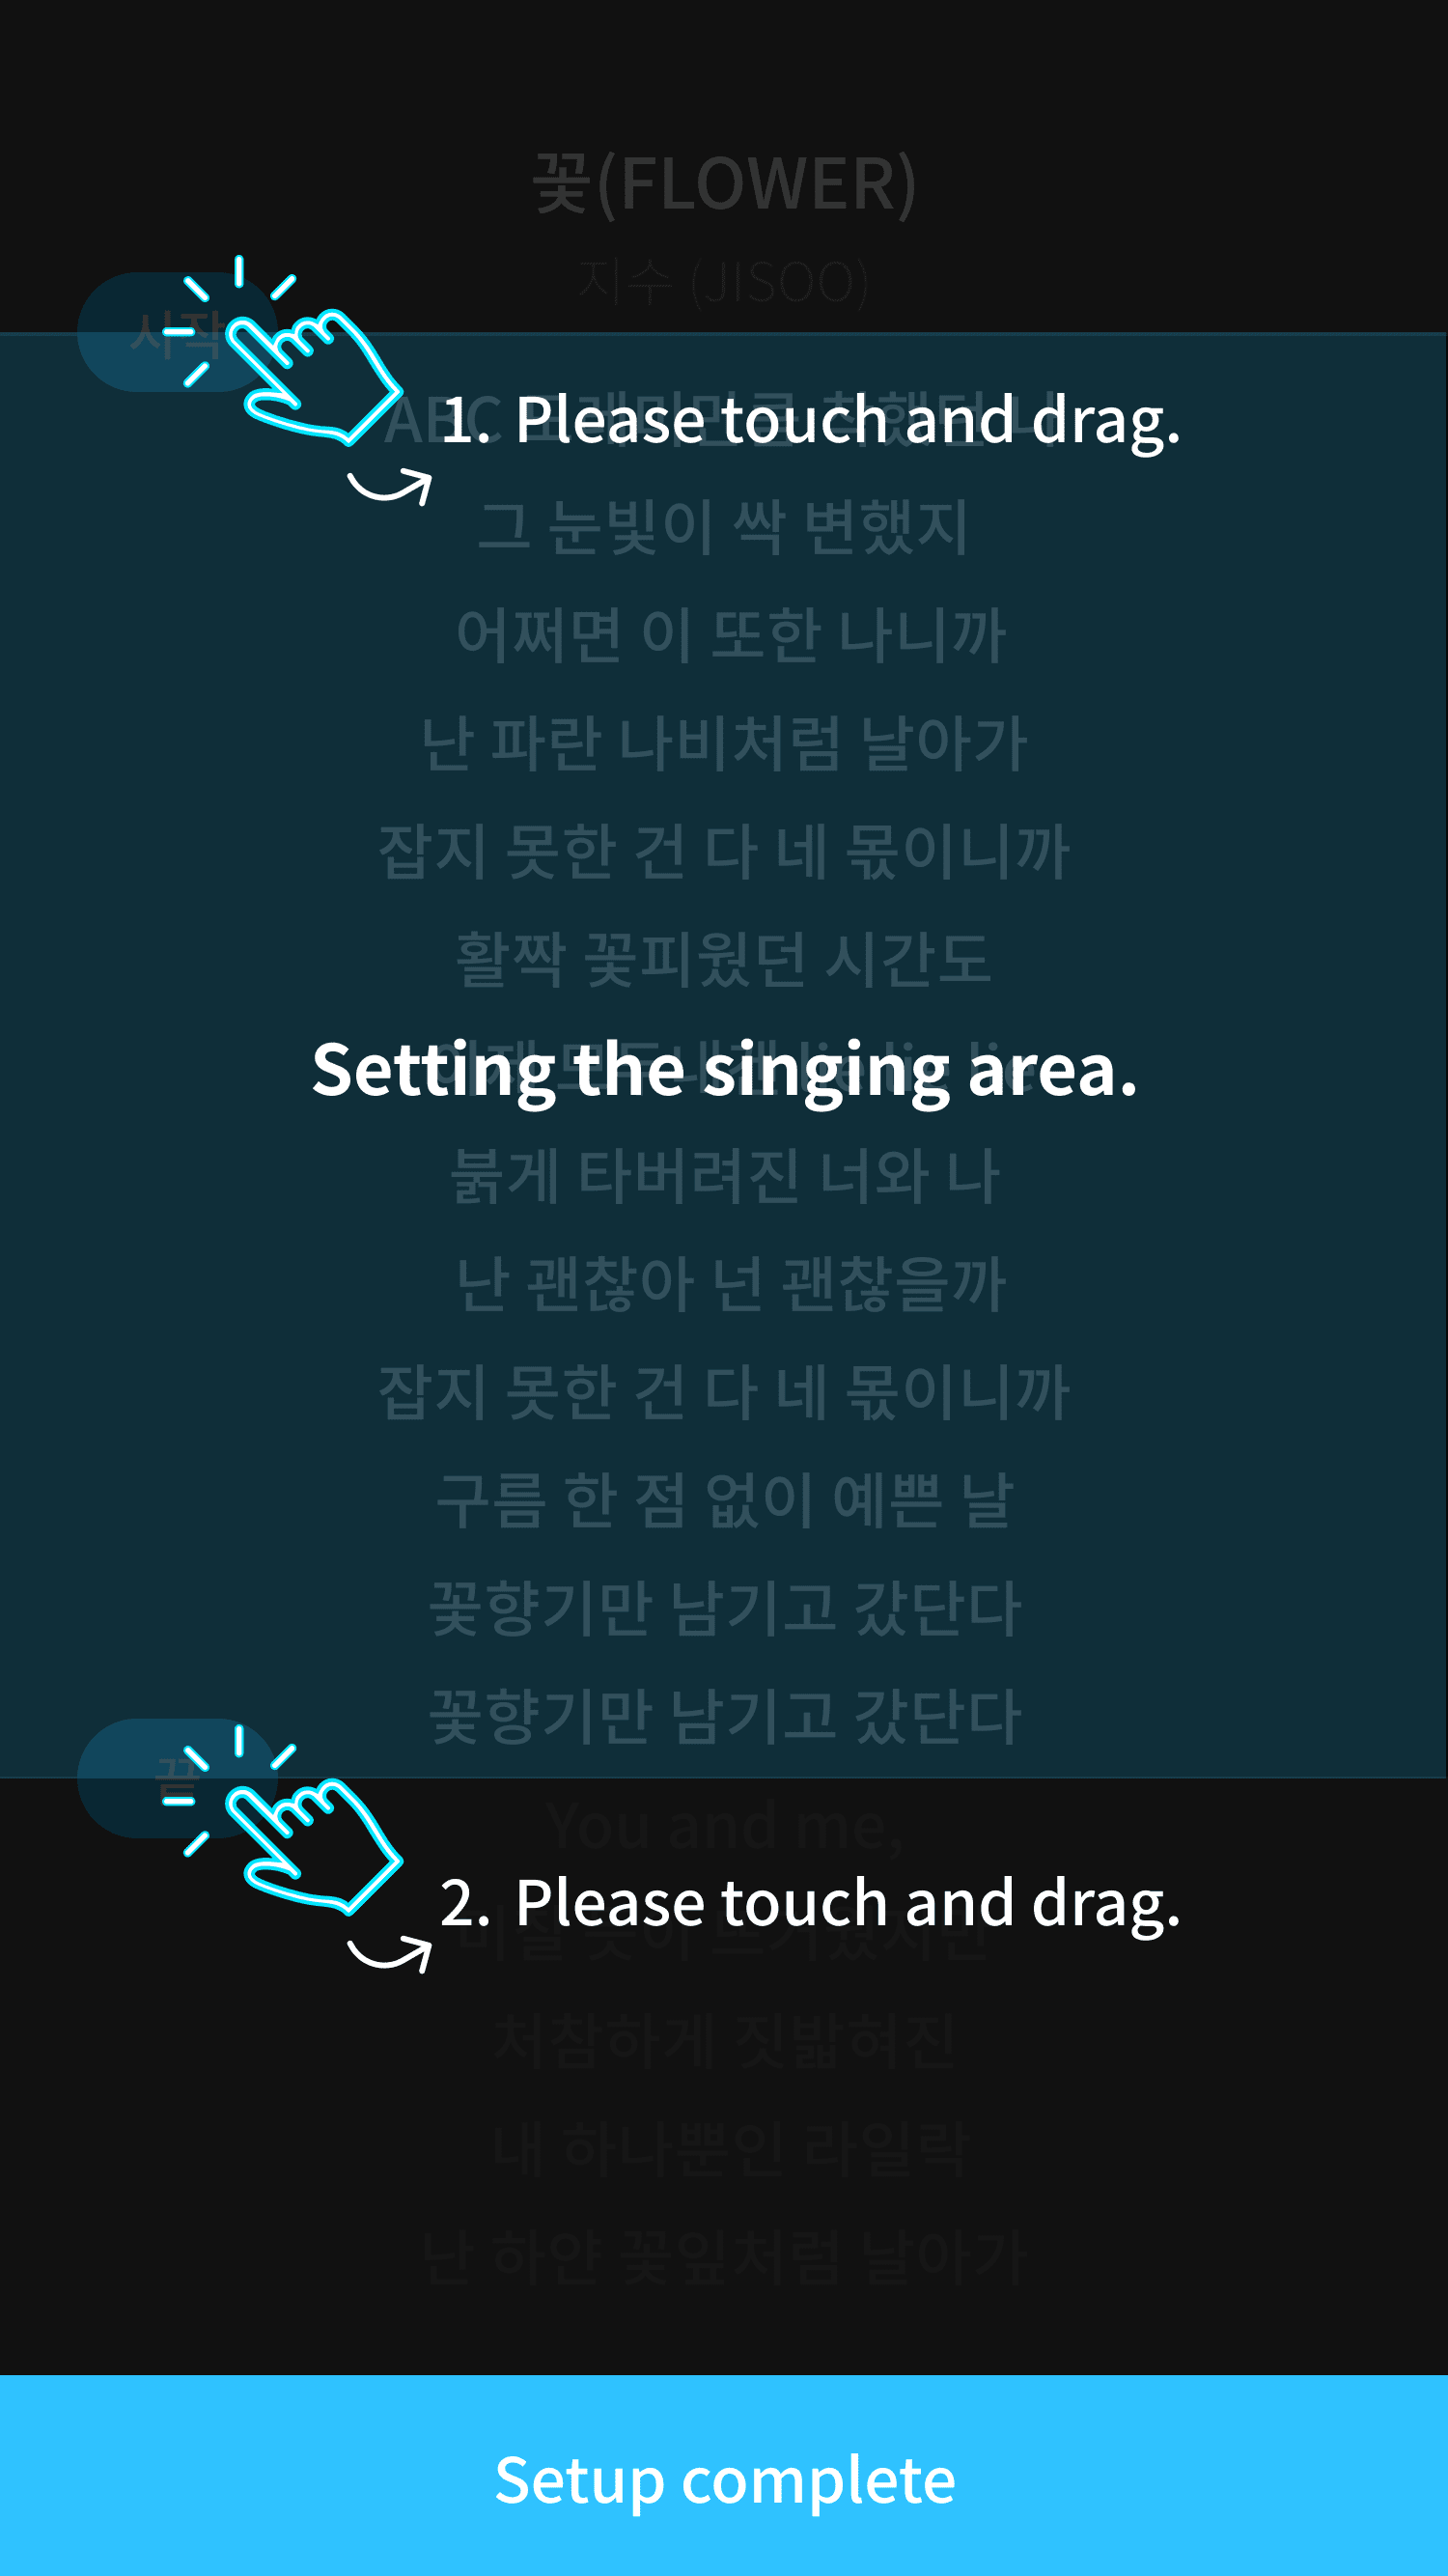 꽃(FLOWER)
지수 (JISOO)
시작
ABC
1. Please touch and drag.
그 눈빛이 싹 변했지
어쩌면 이 또한 나니까
난 파란 나비처럼 날아가
잡지 못한 건 다 네 몫이니까
활짝 꽃피웠던 시간도
Setting the singing area.
붉게 타버려진 너와 나
난 괜찮아 넌 괜찮을까
잡지 못한 건 다 네 몫이니까
구름 한 점 없이 예쁜 날
꽃향기만 남기고 갔단다
꽃향기만 남기고 갔단다
끝
You and me,
2. Please touch and drag.
처참하게 짓밟혀진
내 하나뿐인 라일락
난 하얀 꽃잎처럼 날아가
Setup complete